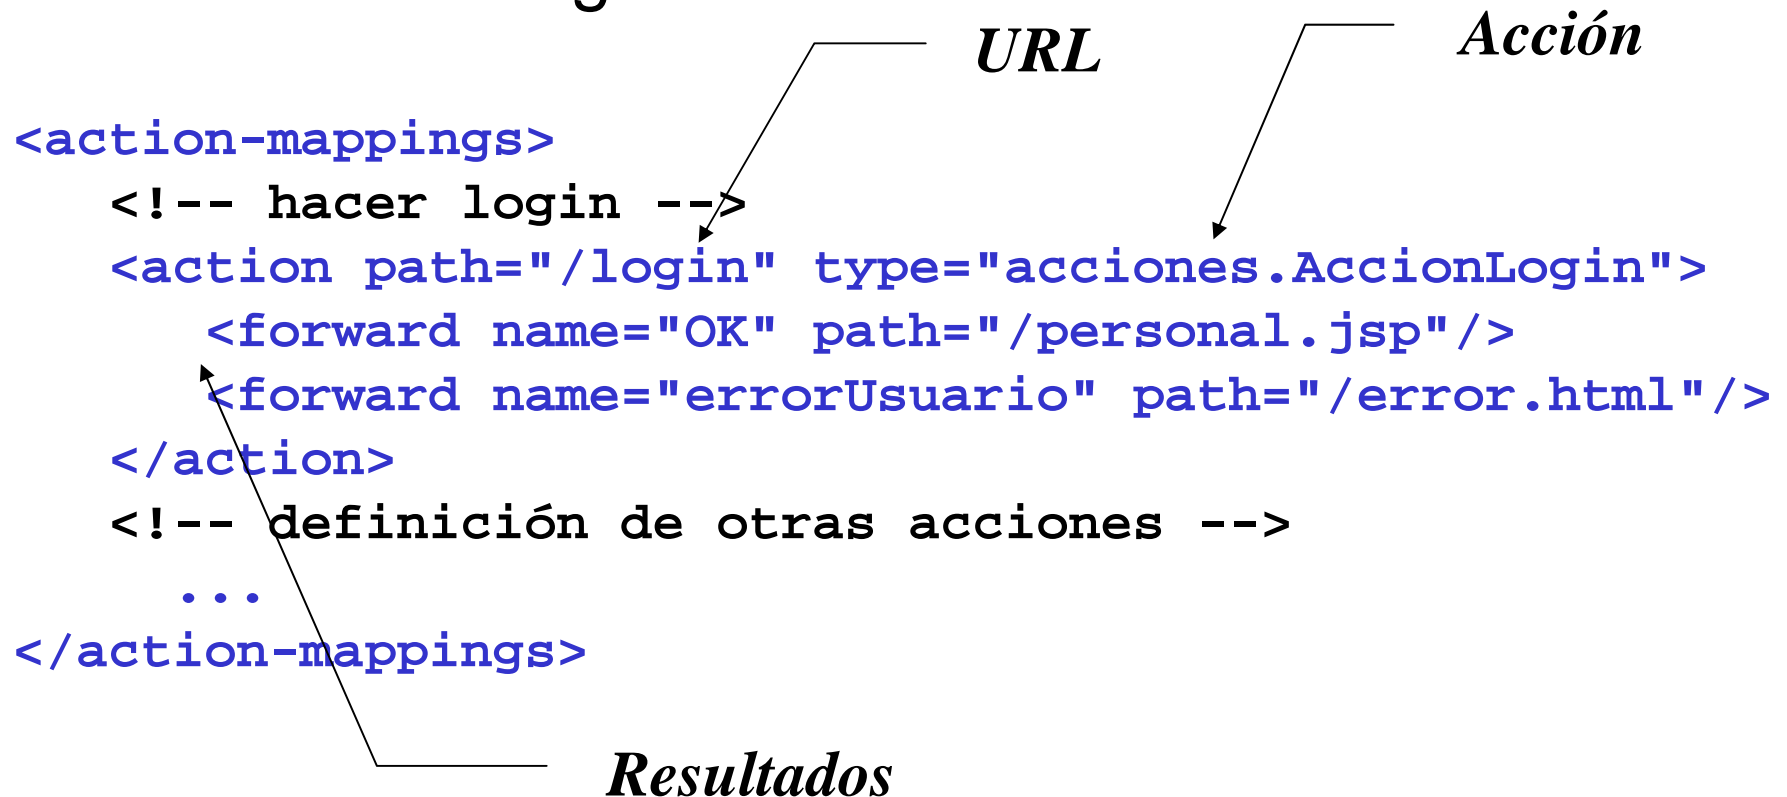 URL
Acción
<action-mappings>
<!-- hacer login -->
<action path="/login" type="acciones.AccionLogin">
<forward name="OK" path="/personal.jsp"/>
<forward name="errorUsuario" path="/error.html"/>
</action>
<!-- definición de otras acciones -->
...
</action-mappings>
Resultados